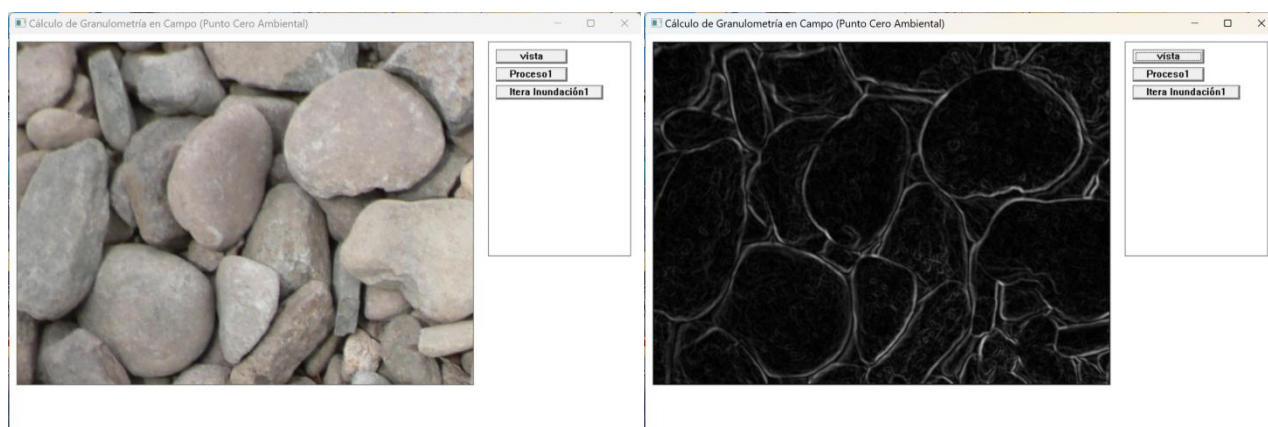 Cálculo de Granulometría en Campo (Punto Cero Ambiental)
vista
Proceso1
Itera Inundación1
Cálculo de Granulometría en Campo (Punto Cero Ambiental)
vista
Proceso1
Itera Inundación1